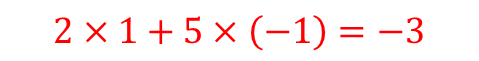 2 × 1 + 5 × (−1) = −3